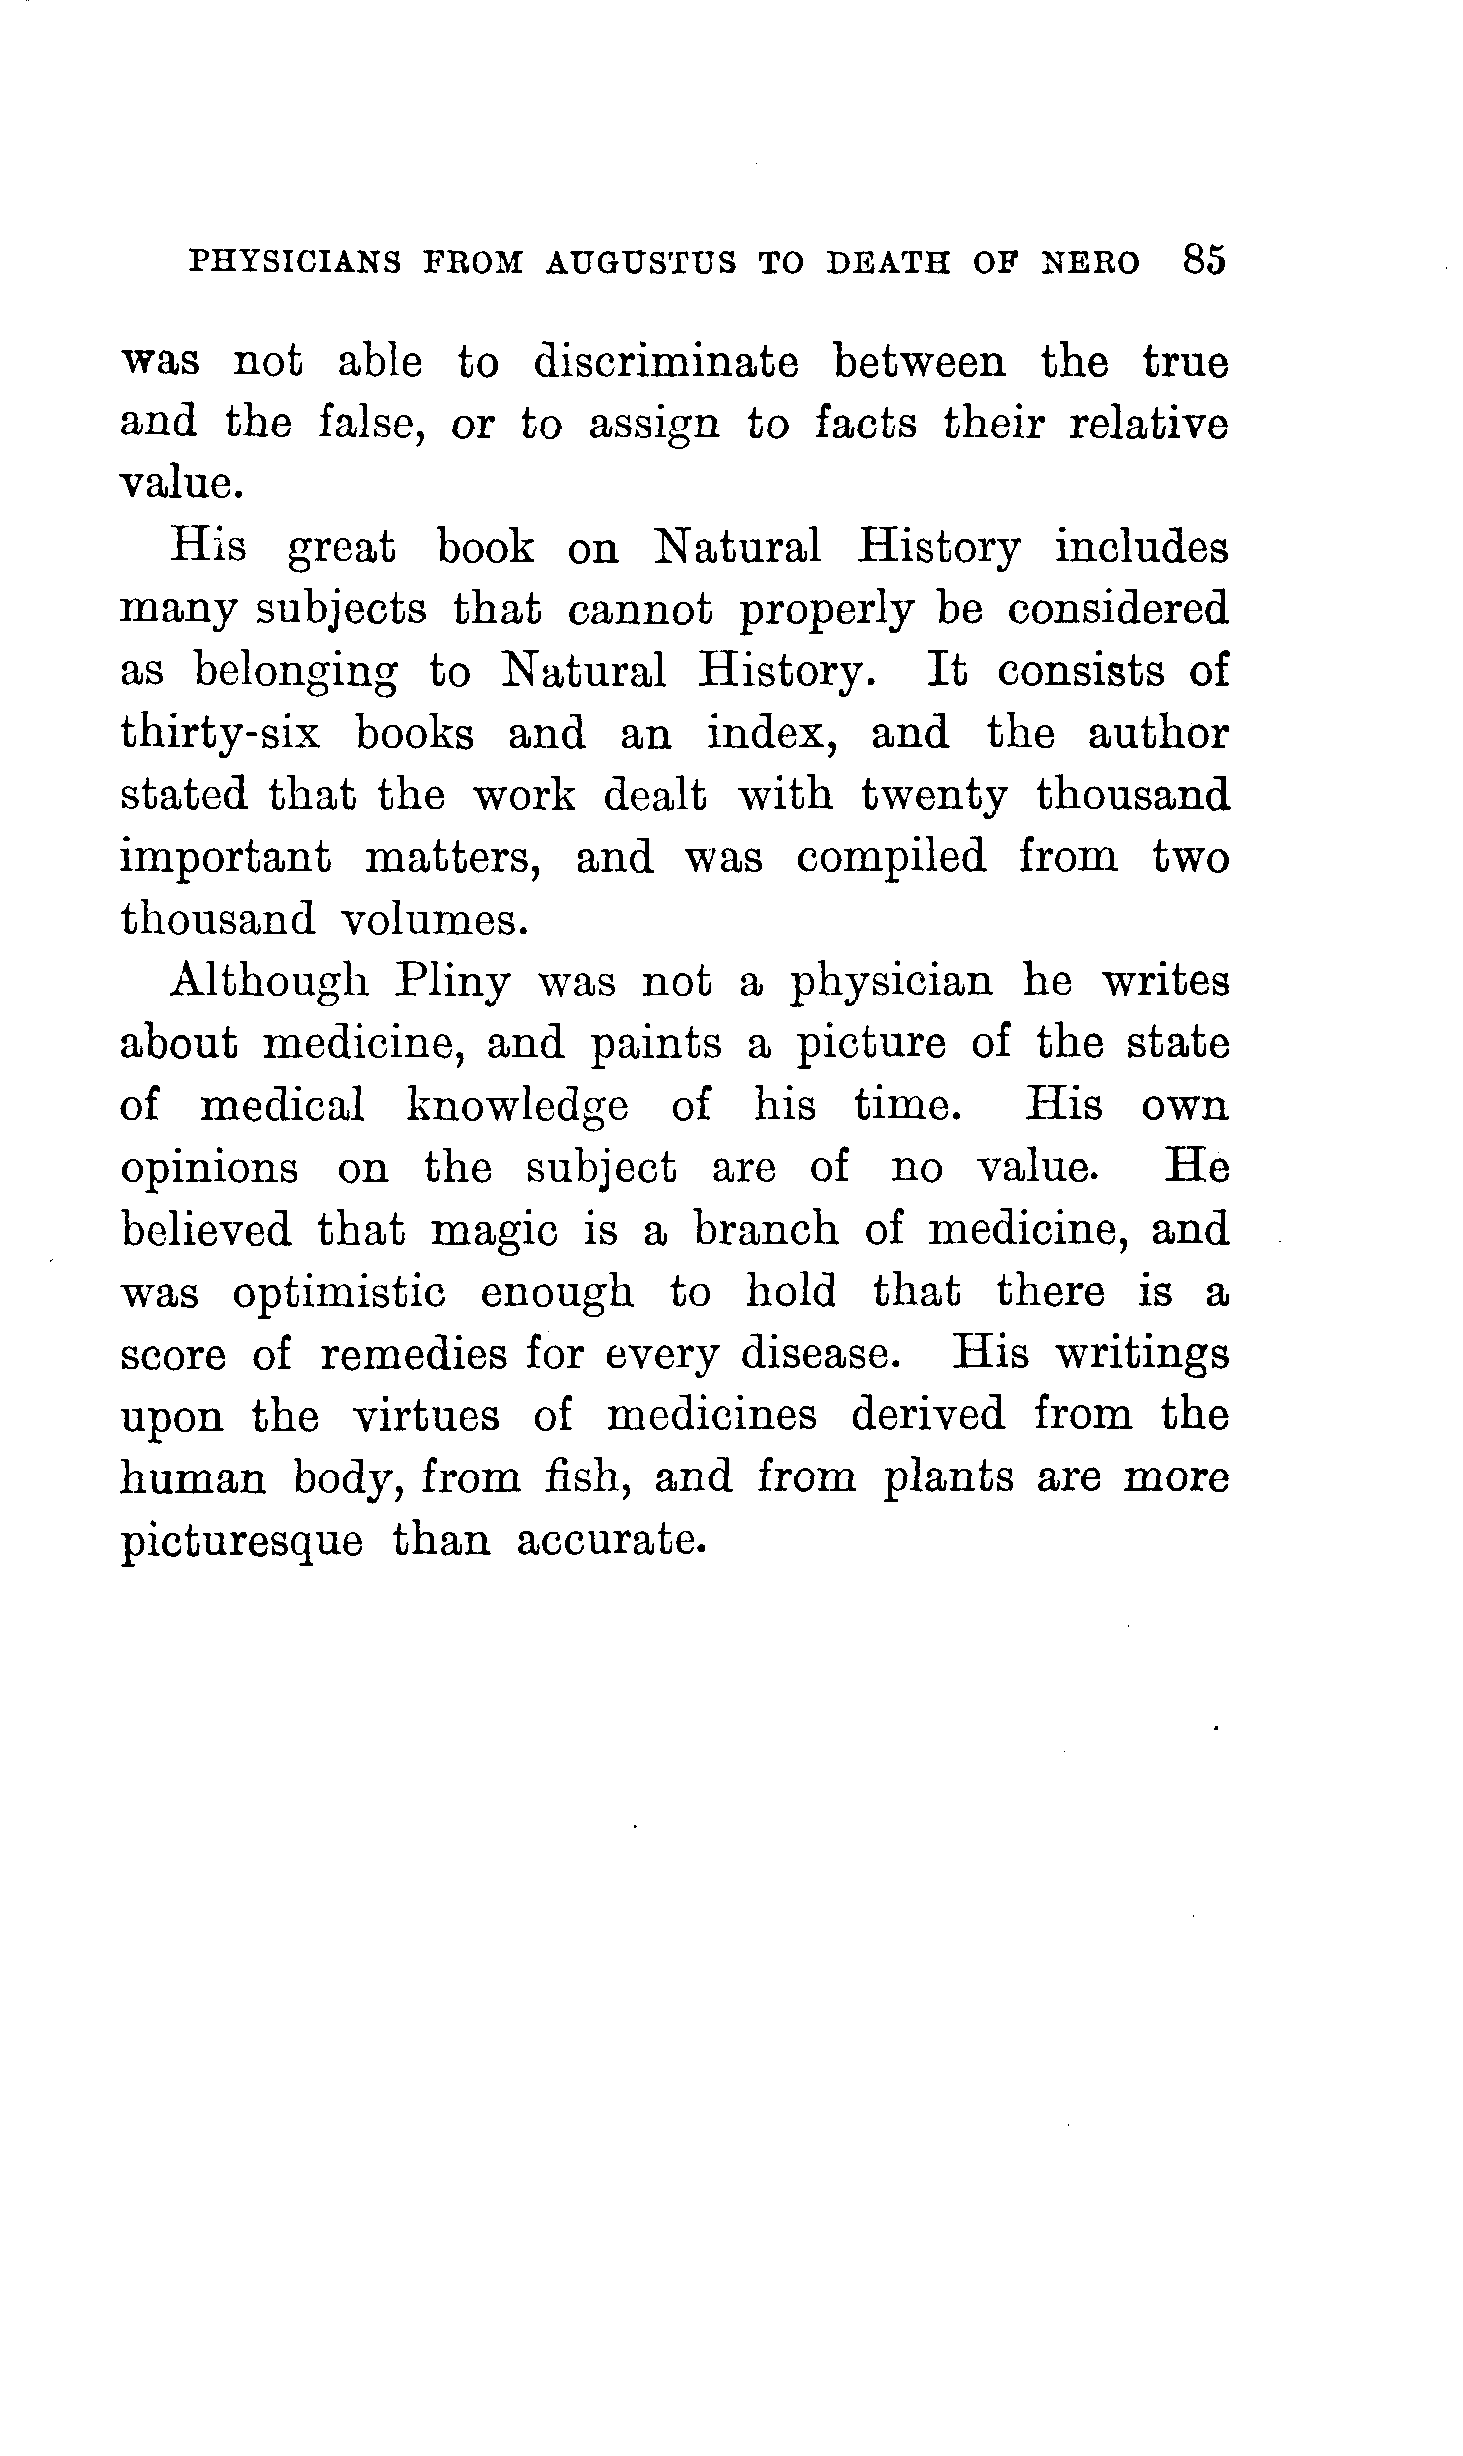 PHYSICIANS FROM AUGUSTUS TO DEATH OF NERO 85
was not able to discriminate between the true
and the false, or to assign to facts their relative
value.
His great book on Natural History includes
many subjects that cannot properly be considered
as belonging to Natural History. It consists of
thirty-six books and an index, and the author
stated that the work dealt with twenty thousand
important matters, and was compiled from two
thousand volumes.
Although Pliny was not a physician he writes
about medicine, and paints a picture of the state
of medical knowledge of his time. His own
opinions on the subject are of no value. He
believed that magic is a branch of medicine, and
was optimistic enough to hold that there is a
score of remedies for every disease. His writings
upon the virtues of medicines derived from the
human body, from fish, and from plants are more
picturesque than accurate.